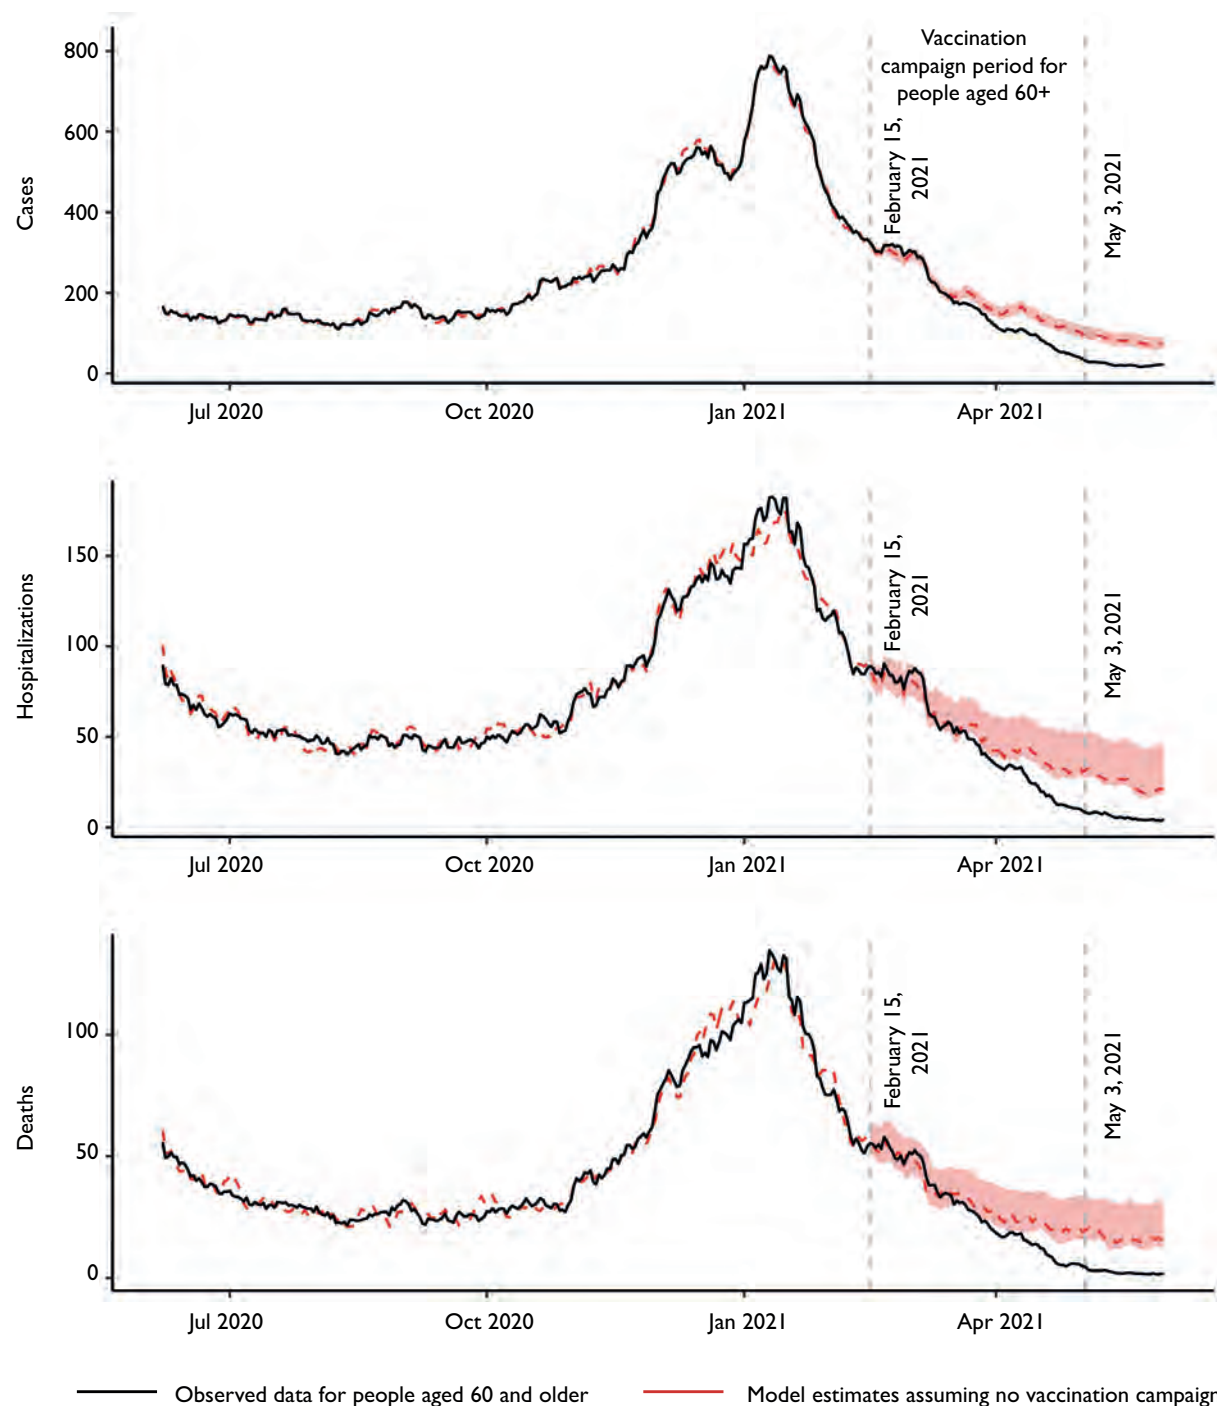 800
600
400
200
0
Cases
Vaccination
campaign period for
people aged 60+
February 15,
2021
May 3, 2021
Jul 2020
Oct 2020
Jan 2021
Apr 2021
150
100
50
0
Hospitalizations
February 15,
2021
May 3, 2021
Jul 2020
Oct 2020
Jan 2021
Apr 2021
100
50
0
Deaths
February 15,
2021
May 3, 2021
Jul 2020
Oct 2020
Jan 2021
Apr 2021
Observed data for people aged 60 and older
Model estimates assuming no vaccination campaign